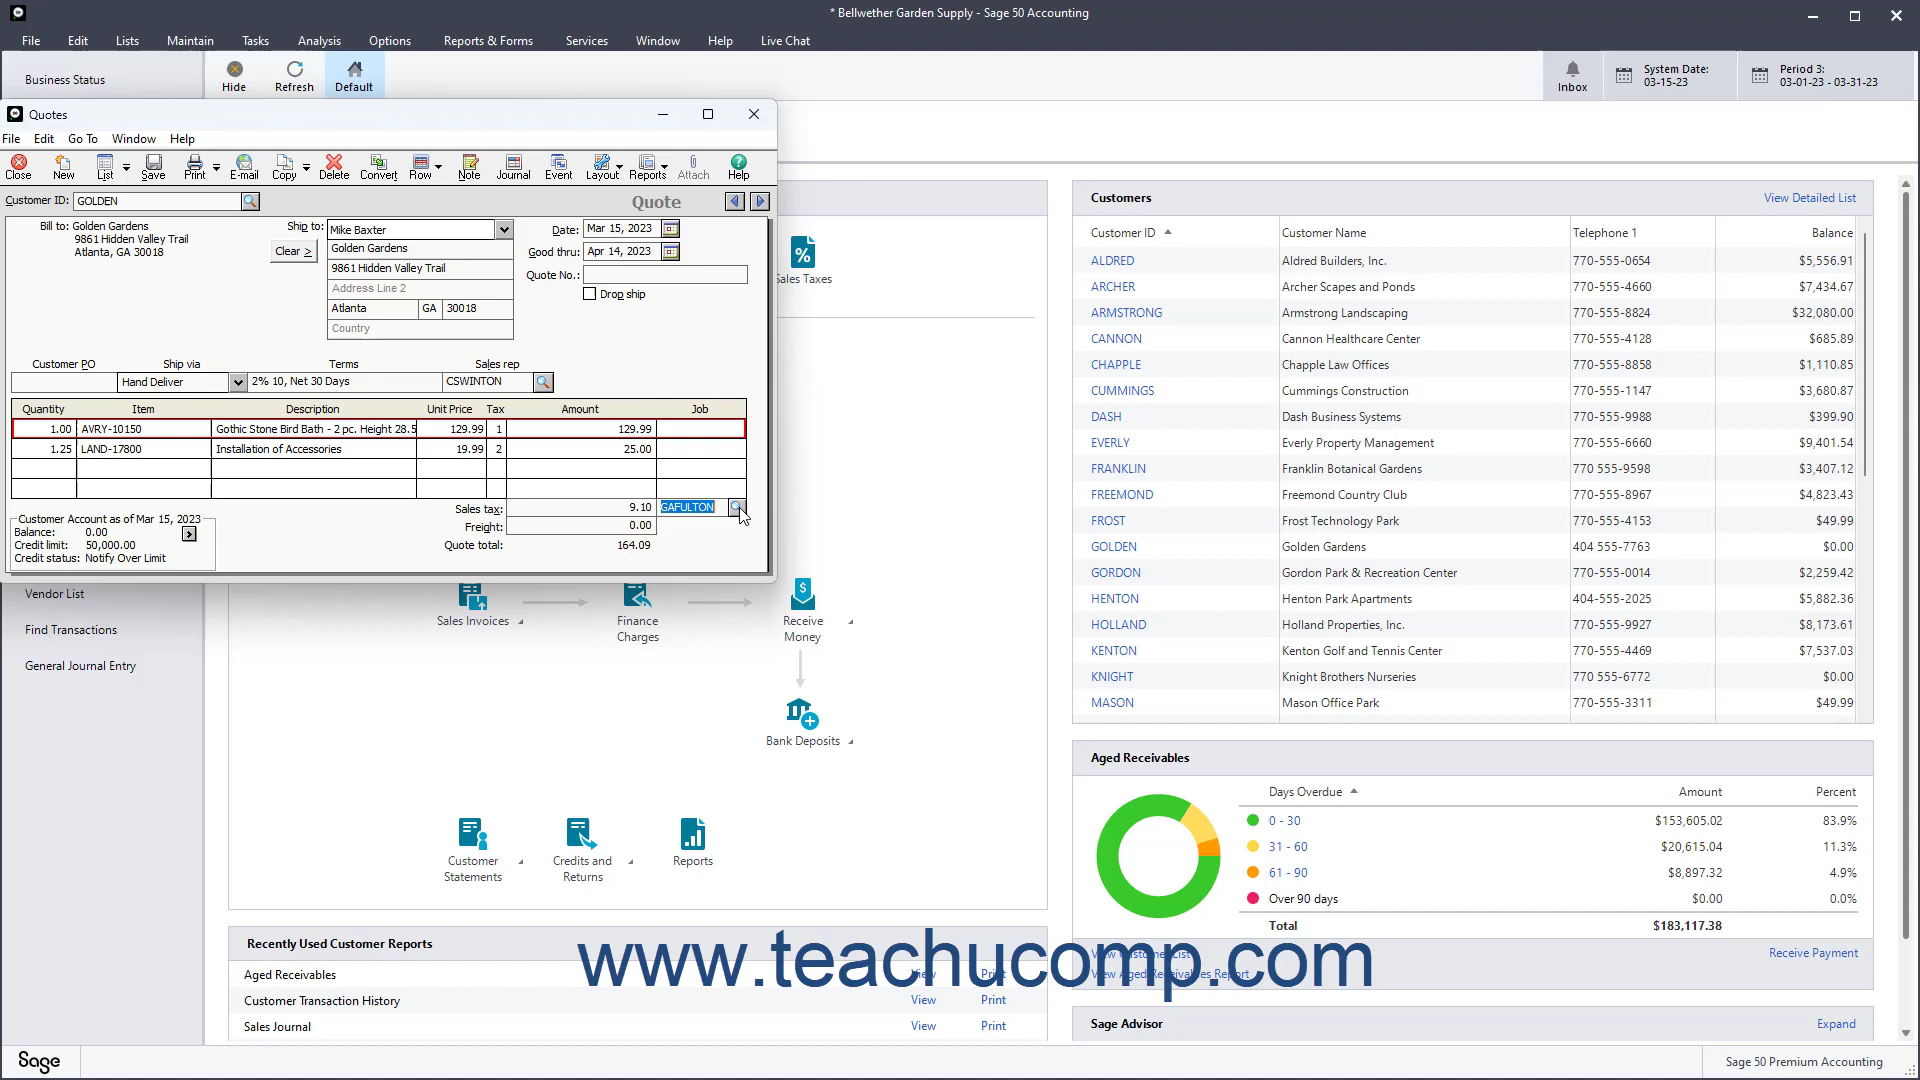 * Bellwether Garden Supply - Sage 50 Accounting
File Edit Lists Maintain Tasks Analysis Options Reports & Forms Services Window Help Live Chat
Business Status
Hide Refresh Default
Inbox
System Date:
03-15-23
Period 3:
03-01-23 - 03-31-23
Quotes
File Edit Go To Window Help
Close New List Save Print E-mail Copy Delete Convert Row Note Journal Event Layout Reports Attach Help
Customer ID: GOLDEN
Quote
Bill to: Golden Gardens
9861 Hidden Valley Trail
Atlanta, GA 30018
Ship to: Mike Baxter
Clear >
Golden Gardens
9861 Hidden Valley Trail
Address Line 2
Atlanta GA 30018
Country
Date: Mar 15, 2023
Good thru: Apr 14, 2023
Quote No.:
Drop ship
Customer PO Ship via Terms Sales rep
Hand Deliver 2% 10, Net 30 Days CSWINTON
Quantity Item Description Unit Price Tax Amount Job
1.00 AVRY-10150 Gothic Stone Bird Bath - 2 pc. Height 28.5 129.99 1 129.99
1.25 LAND-17800 Installation of Accessories 19.99 2 25.00
Sales tax: 9.10 GAFULTON
Freight: 0.00
Quote total: 164.09
Customer Account as of Mar 15, 2023
Balance: 0.00
Credit limit: 50,000.00
Credit status: Notify Over Limit
Vendor List
Find Transactions
General Journal Entry
Sales Taxes
Sales Invoices
Finance
Charges
Receive
Money
Bank Deposits
Customer
Statements
Credits and
Returns
Reports
Recently Used Customer Reports
Aged Receivables View Print
Customer Transaction History View Print
Sales Journal View Print
Customers View Detailed List
Customer ID Customer Name Telephone 1 Balance
ALDRED Aldred Builders, Inc. 770-555-0654 $5,556.91
ARCHER Archer Scapes and Ponds 770-555-4660 $7,434.67
ARMSTRONG Armstrong Landscaping 770-555-8824 $32,080.00
CANNON Cannon Healthcare Center 770-555-4128 $685.89
CHAPPLE Chapple Law Offices 770-555-4365 $1,110.85
CUMMINGS Cummings Construction 770-555-1147 $3,680.87
DASH Dash Business Systems 770-555-9988 $399.90
EVERLY Everly Property Management 770-555-6660 $9,401.54
FRANKLIN Franklin Botanical Gardens 770 555-9598 $3,407.12
FREEMOND Freemond Country Club 770-555-8967 $4,823.43
FROST Frost Technology Park 770-555-4153 $49.99
GOLDEN Golden Gardens 404 555-7763 $0.00
GORDON Gordon Park & Recreation Center 770-555-0014 $2,259.42
HENTON Henton Park Apartments 404-555-2025 $5,882.36
HOLLAND Holland Properties, Inc. 770-555-9927 $8,173.61
KENTON Kenton Golf and Tennis Center 770-555-4469 $7,537.03
KNIGHT Knight Brothers Nurseries 770 555-6772 $0.00
MASON Mason Office Park 770-555-3311 $49.99
Aged Receivables
Days Overdue Amount Percent
0 - 30 $153,605.02 83.9%
31 - 60 $20,615.04 11.3%
61 - 90 $8,897.32 4.9%
Over 90 days $0.00 0.0%
Total $183,117.38
View Customer List Receive Payment
View Aged Receivables Report
Sage Advisor Expand
www.teachucomp.com
Sage
Sage 50 Premium Accounting